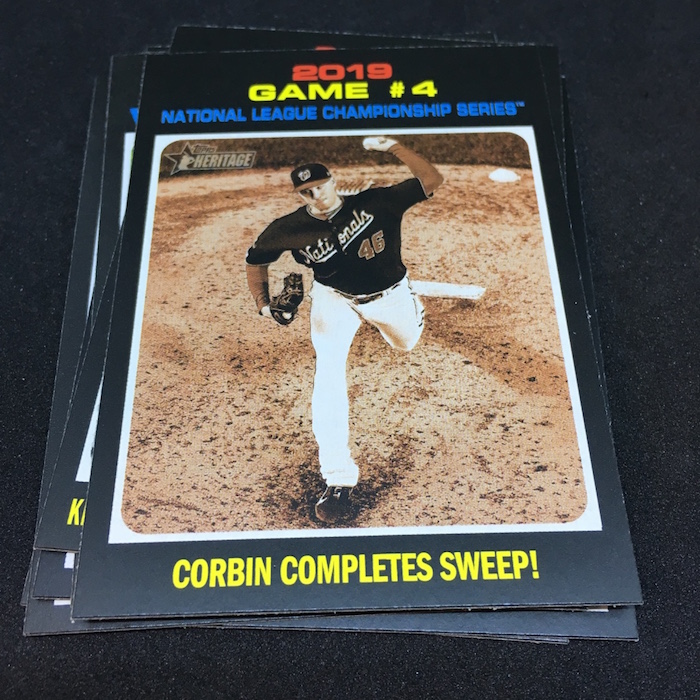 2019
GAME #4
NATIONAL LEAGUE CHAMPIONSHIP SERIES™
Topps
HERITAGE
W
Nationals
46
CORBIN COMPLETES SWEEP!